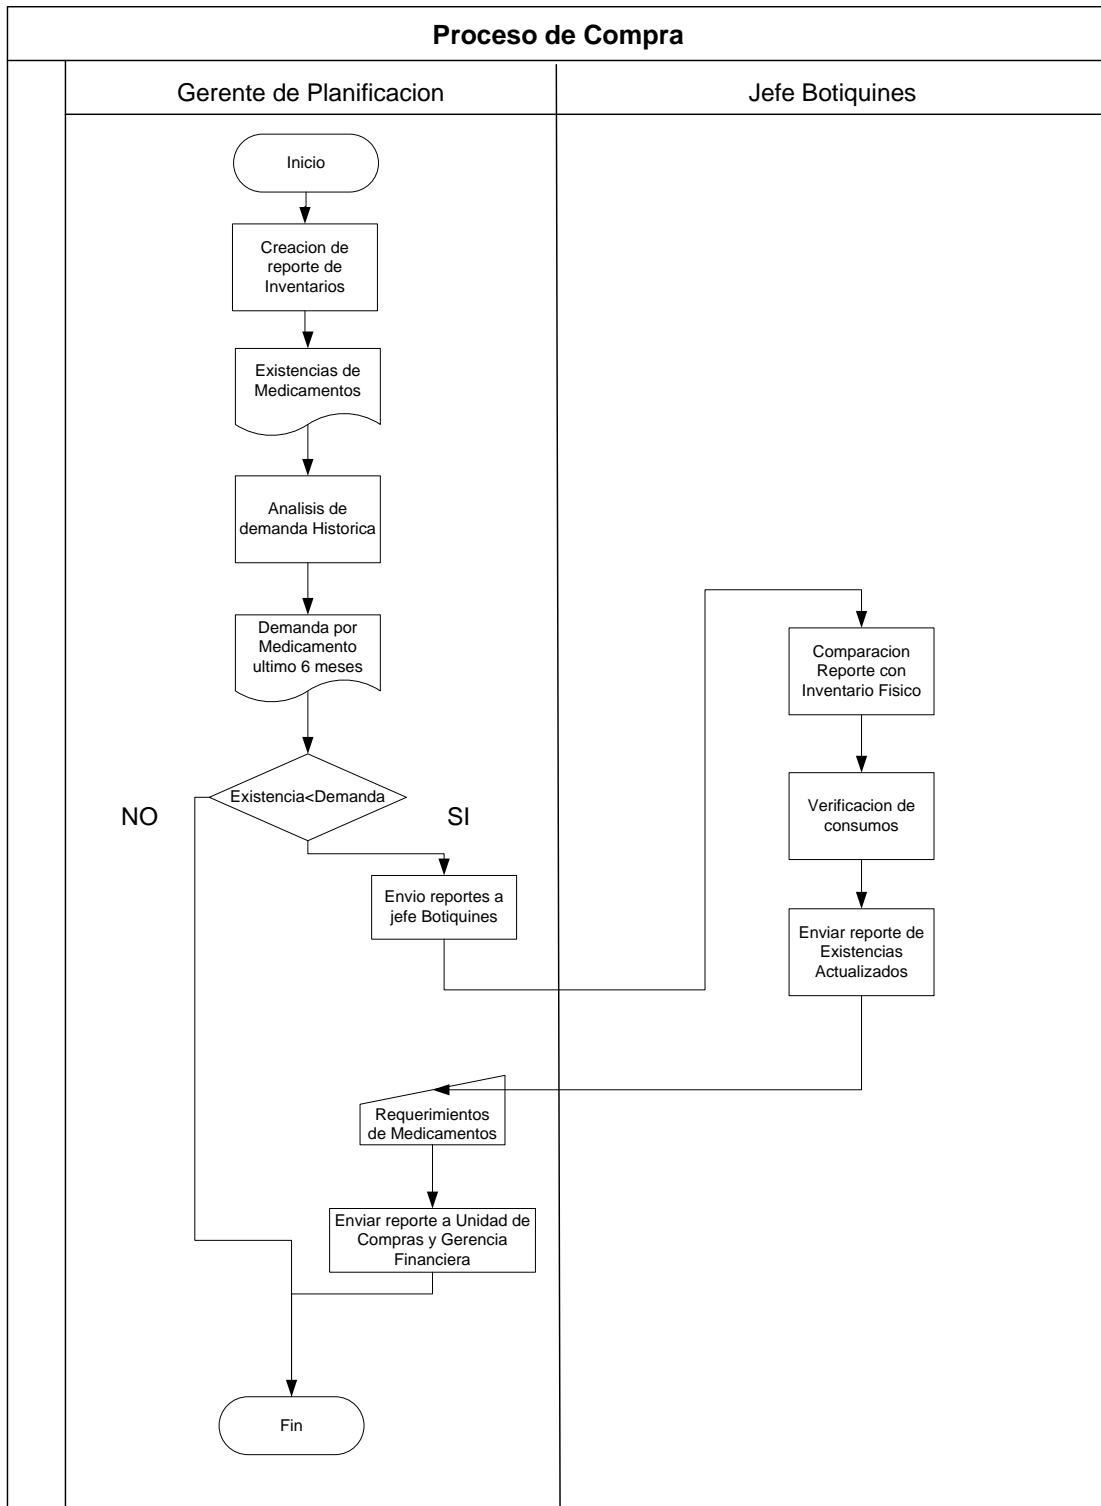 Proceso de Compra
Gerente de Planificacion
Jefe Botiquines
Inicio
Creacion de
reporte de
Inventarios
Existencias de
Medicamentos
Analisis de
demanda Historica
Demanda por
Medicamento
ultimo 6 meses
Existencia<Demanda
NO
SI
Envio reportes a
jefe Botiquines
Comparacion
Reporte con
Inventario Fisico
Verificacion de
consumos
Enviar reporte de
Existencias
Actualizados
Requerimientos
de Medicamentos
Enviar reporte a Unidad de
Compras y Gerencia
Financiera
Fin